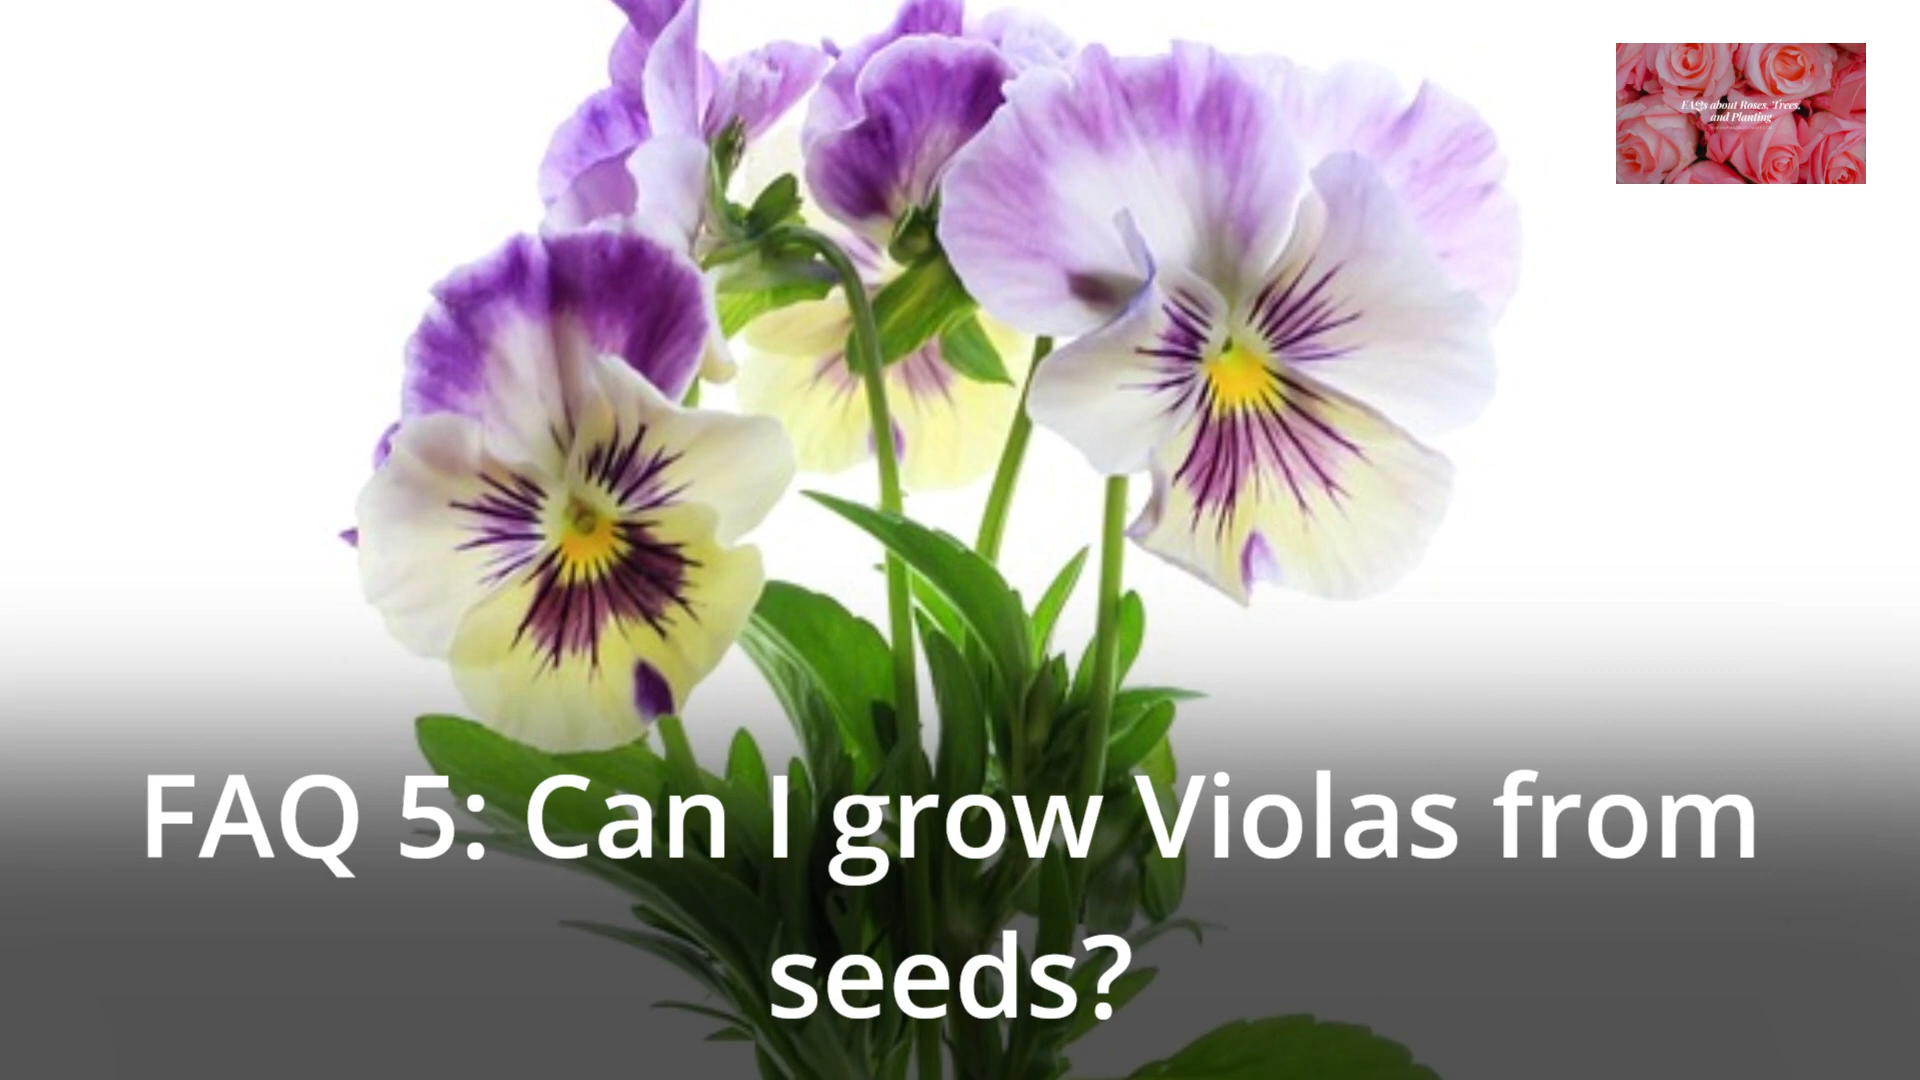 FAQs about Roses, Trees,
and Planting
FAQ 5: Can I grow Violas from
seeds?